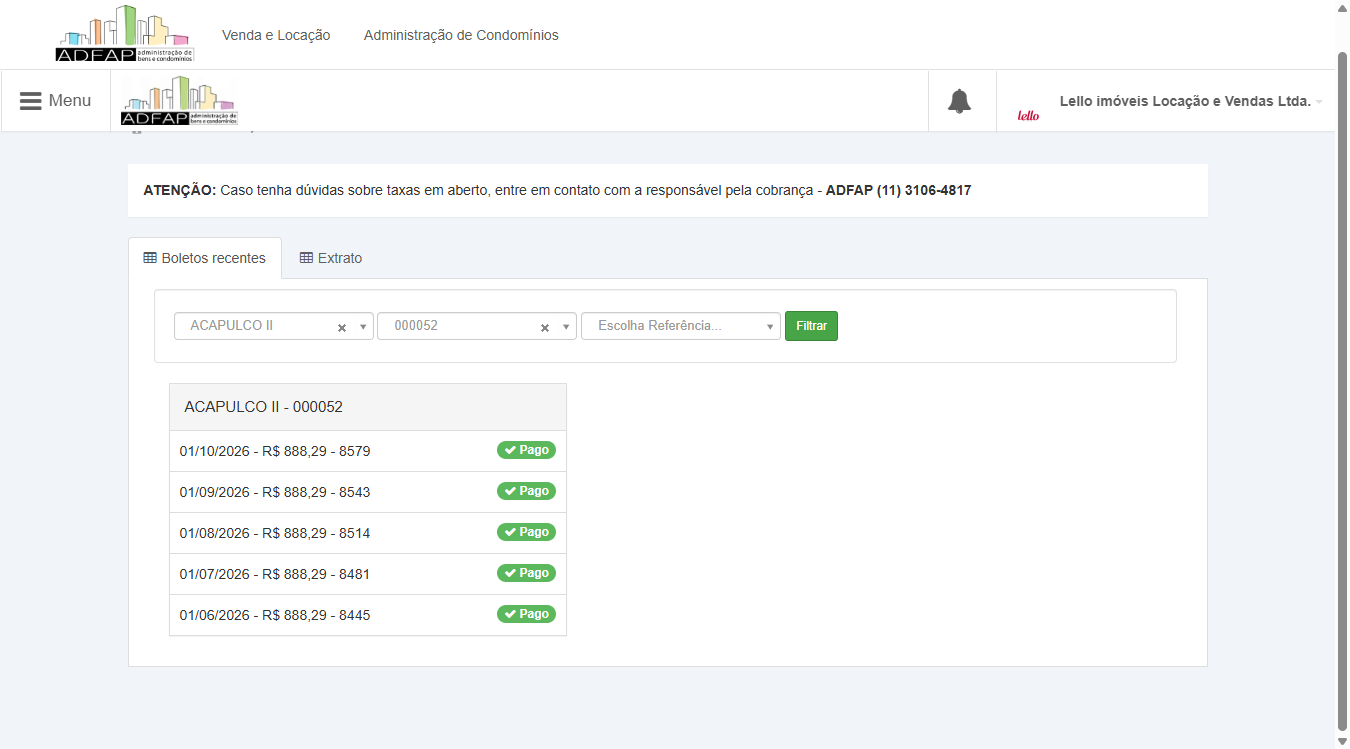 ADFAP administração de bens e condomínios
Venda e Locação
Administração de Condomínios
Menu
ADFAP administração de bens e condomínios
lello
Lello imóveis Locação e Vendas Ltda.
ATENÇÃO: Caso tenha dúvidas sobre taxas em aberto, entre em contato com a responsável pela cobrança - ADFAP (11) 3106-4817
Boletos recentes
Extrato
ACAPULCO II
000052
Escolha Referência...
Filtrar
ACAPULCO II - 000052
01/10/2026 - R$ 888,29 - 8579 Pago
01/09/2026 - R$ 888,29 - 8543 Pago
01/08/2026 - R$ 888,29 - 8514 Pago
01/07/2026 - R$ 888,29 - 8481 Pago
01/06/2026 - R$ 888,29 - 8445 Pago